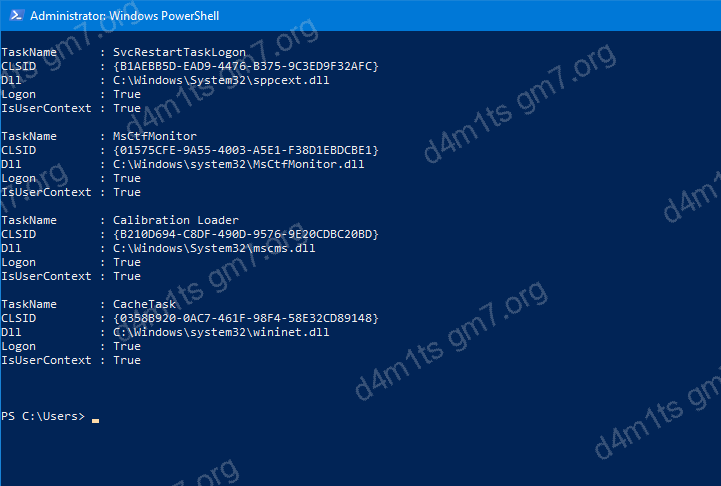 Administrator: Windows PowerShell
TaskName      : SvcRestartTaskLogon
CLSID         : {B1AEBB5D-EAD9-4476-B375-9C3ED9F32AFC}
Dll           : C:\Windows\System32\sppcext.dll
Logon         : True
IsUserContext : True
TaskName      : MsCtfMonitor
CLSID         : {01575CFE-9A55-4003-A5E1-F38D1EBDCBE1}
Dll           : C:\Windows\system32\MsCtfMonitor.dll
Logon         : True
IsUserContext : True
TaskName      : Calibration Loader
CLSID         : {B210D694-C8DF-490D-9576-9E20CDBC20BD}
Dll           : C:\Windows\System32\mscms.dll
Logon         : True
IsUserContext : True
TaskName      : CacheTask
CLSID         : {0358B920-0AC7-461F-98F4-58E32CD89148}
Dll           : C:\Windows\system32\wininet.dll
Logon         : True
IsUserContext : True
PS C:\Users>
d4m1ts gm7.org
d4m1ts gm7.org
d4m1ts gm7.org
d4m1ts gm7.org
d4m1ts gm7.org
d4m1ts gm7.org